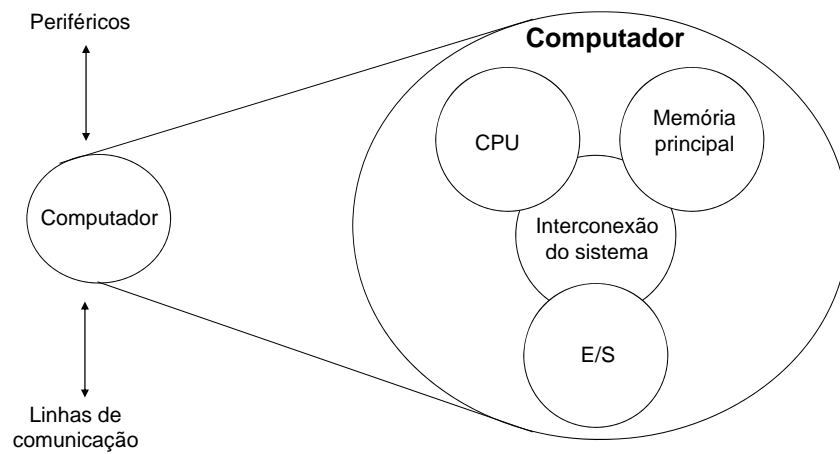 Periféricos
Computador
Linhas de
comunicação
Computador
CPU
Memória
principal
Interconexão
do sistema
E/S